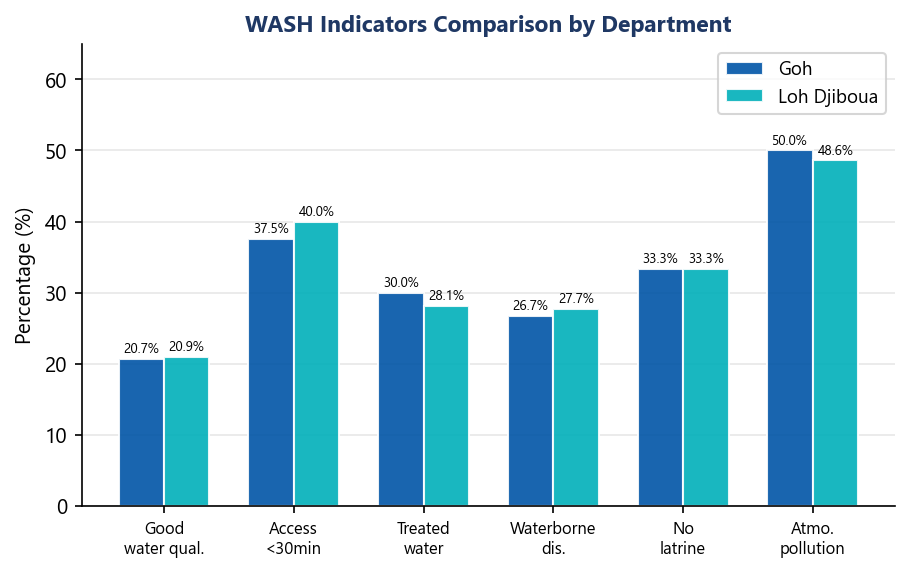 WASH Indicators Comparison by Department
Goh
Loh Djiboua
Percentage (%)
60
50
40
30
20
10
0
20.7% 20.9%
37.5% 40.0%
30.0% 28.1%
26.7% 27.7%
33.3% 33.3%
50.0% 48.6%
Good
water qual.
Access
<30min
Treated
water
Waterborne
dis.
No
latrine
Atmo.
pollution